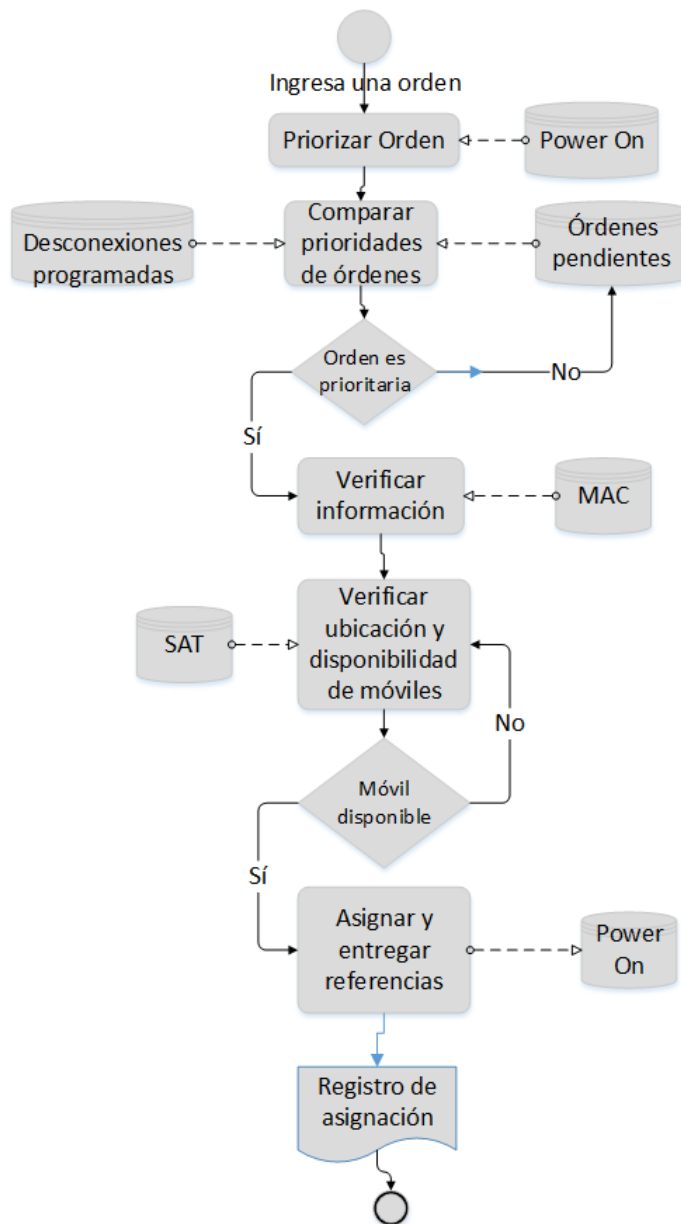 Ingresa una orden
Priorizar Orden
Power On
Desconexiones
programadas
Comparar
prioridades
de órdenes
Órdenes
pendientes
Orden es
prioritaria
No
Sí
Verificar
información
MAC
Verificar
ubicación y
disponibilidad
de móviles
SAT
No
Móvil
disponible
Sí
Asignar y
entregar
referencias
Power
On
Registro de
asignación